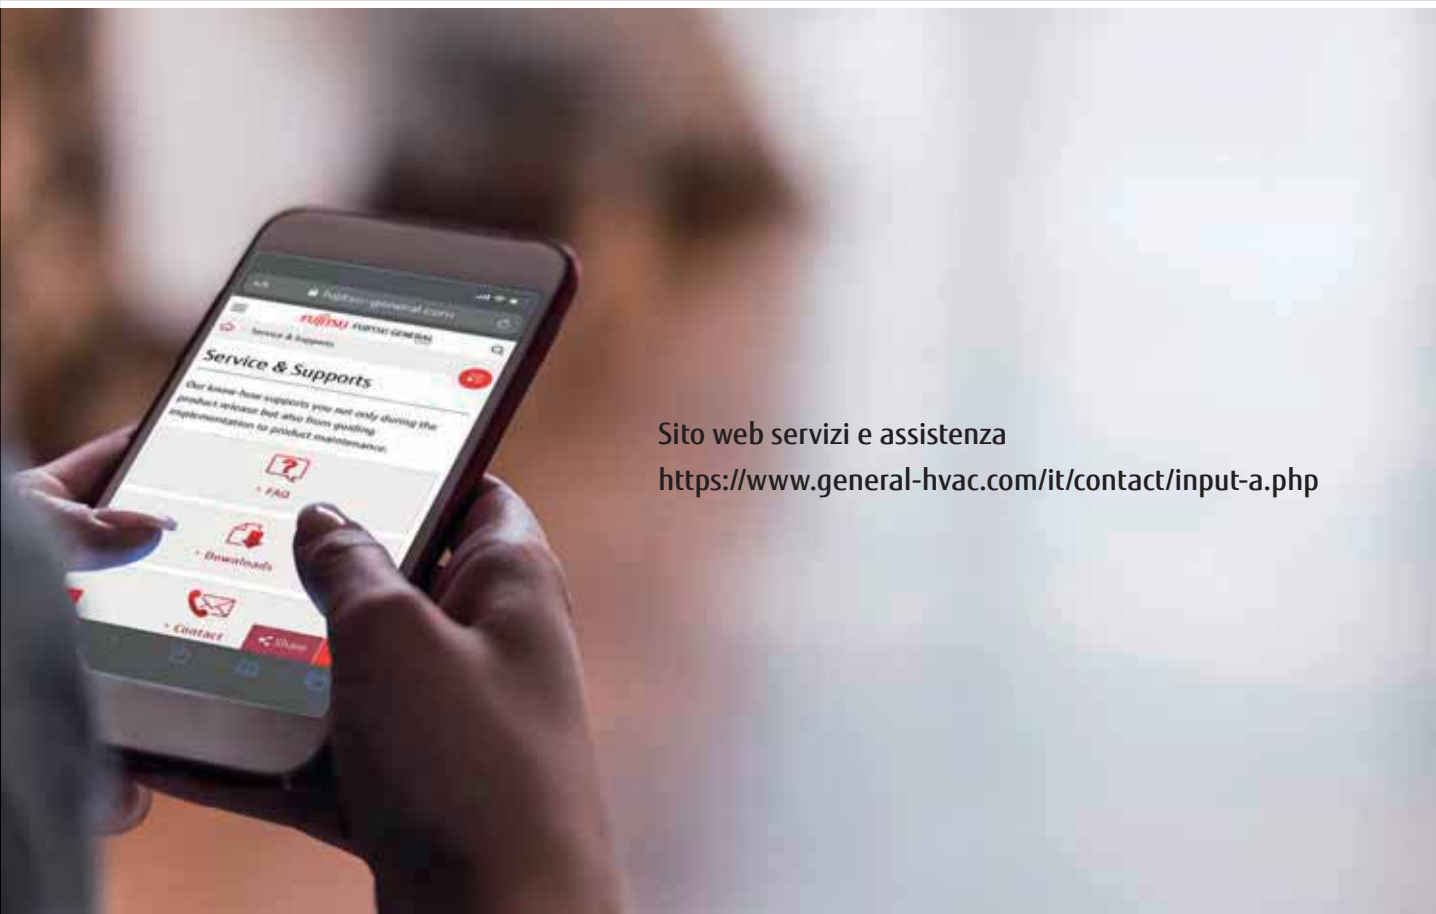 fujitsu-general.com
FUJITSU FUJITSU GENERAL
Service & Supports
Service & Supports
Our know-how supports you not only during the
product release but also from guiding
implementation to product maintenance.
FAQ
Downloads
Contact
Share
Sito web servizi e assistenza
https://www.general-hvac.com/it/contact/input-a.php